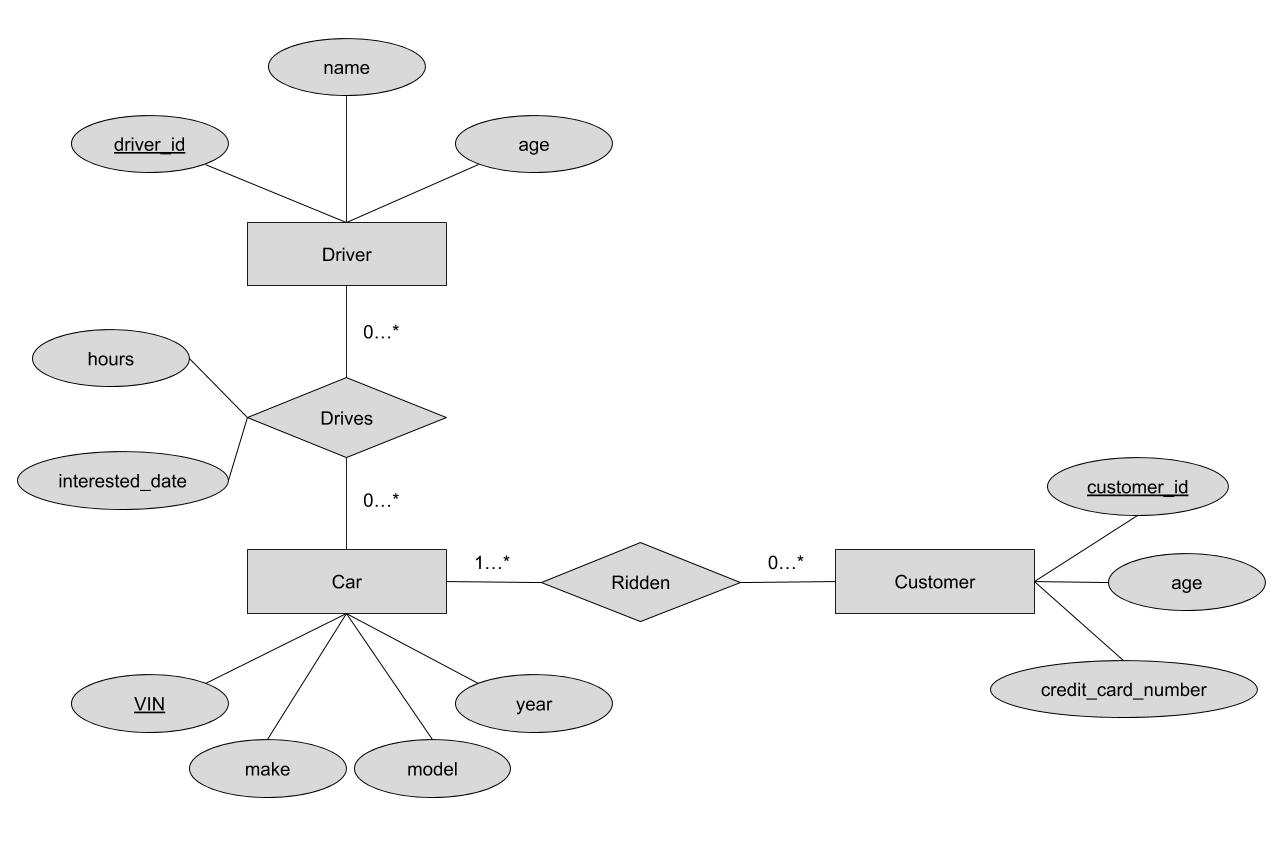 name
driver_id
age
Driver
0…*
hours
Drives
interested_date
0…*
customer_id
1…*
0…*
Car
Ridden
Customer
age
VIN
year
credit_card_number
make
model